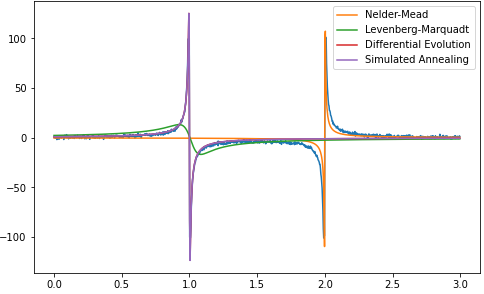 Nelder-Mead
Levenberg-Marquadt
Differential Evolution
Simulated Annealing
100
50
0
−50
−100
0.0 0.5 1.0 1.5 2.0 2.5 3.0